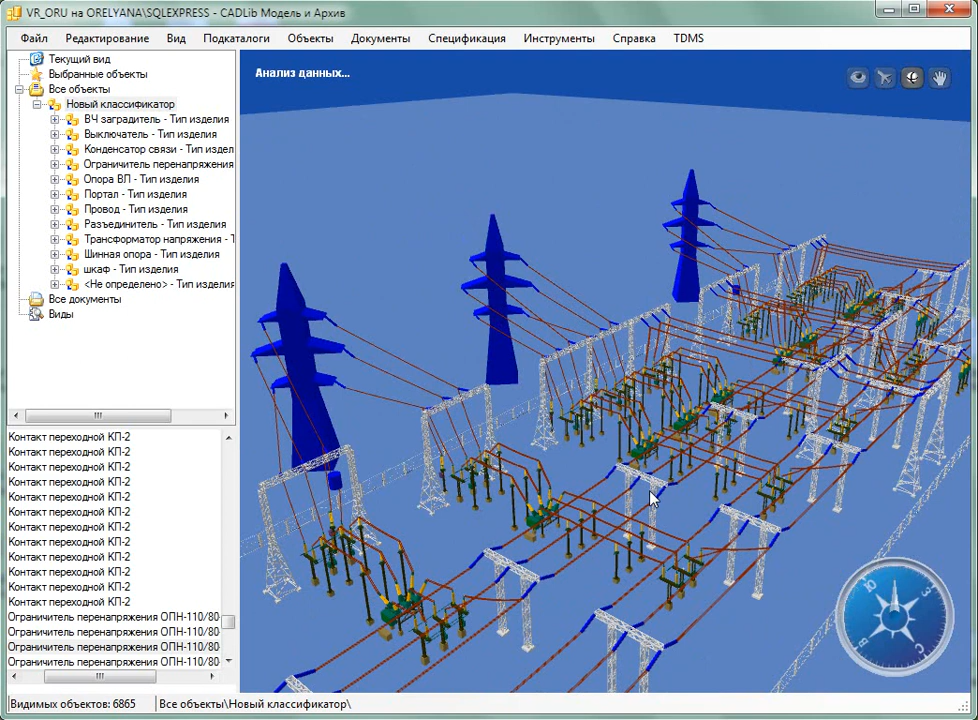 VR_ORU на ORELYANA\SQLEXPRESS - CADLib Модель и Архив
Файл Редактирование Вид Подкаталоги Объекты Документы Спецификация Инструменты Справка TDMS
Текущий вид
Выбранные объекты
Все объекты
Новый классификатор
ВЧ заградитель - Тип изделия
Выключатель - Тип изделия
Конденсатор связи - Тип издел
Ограничитель перенапряжения
Опора ВЛ - Тип изделия
Портал - Тип изделия
Провод - Тип изделия
Разъединитель - Тип изделия
Трансформатор напряжения - Т
Шинная опора - Тип изделия
шкаф - Тип изделия
<Не определено> - Тип изделия
Все документы
Виды
Контакт переходной КП-2
Контакт переходной КП-2
Контакт переходной КП-2
Контакт переходной КП-2
Контакт переходной КП-2
Контакт переходной КП-2
Контакт переходной КП-2
Контакт переходной КП-2
Контакт переходной КП-2
Контакт переходной КП-2
Контакт переходной КП-2
Контакт переходной КП-2
Ограничитель перенапряжения ОПН-110/80
Ограничитель перенапряжения ОПН-110/80
Ограничитель перенапряжения ОПН-110/80
Ограничитель перенапряжения ОПН-110/80
Анализ данных...
Ю З
В С
Видимых объектов: 6865 Все объекты\Новый классификатор\